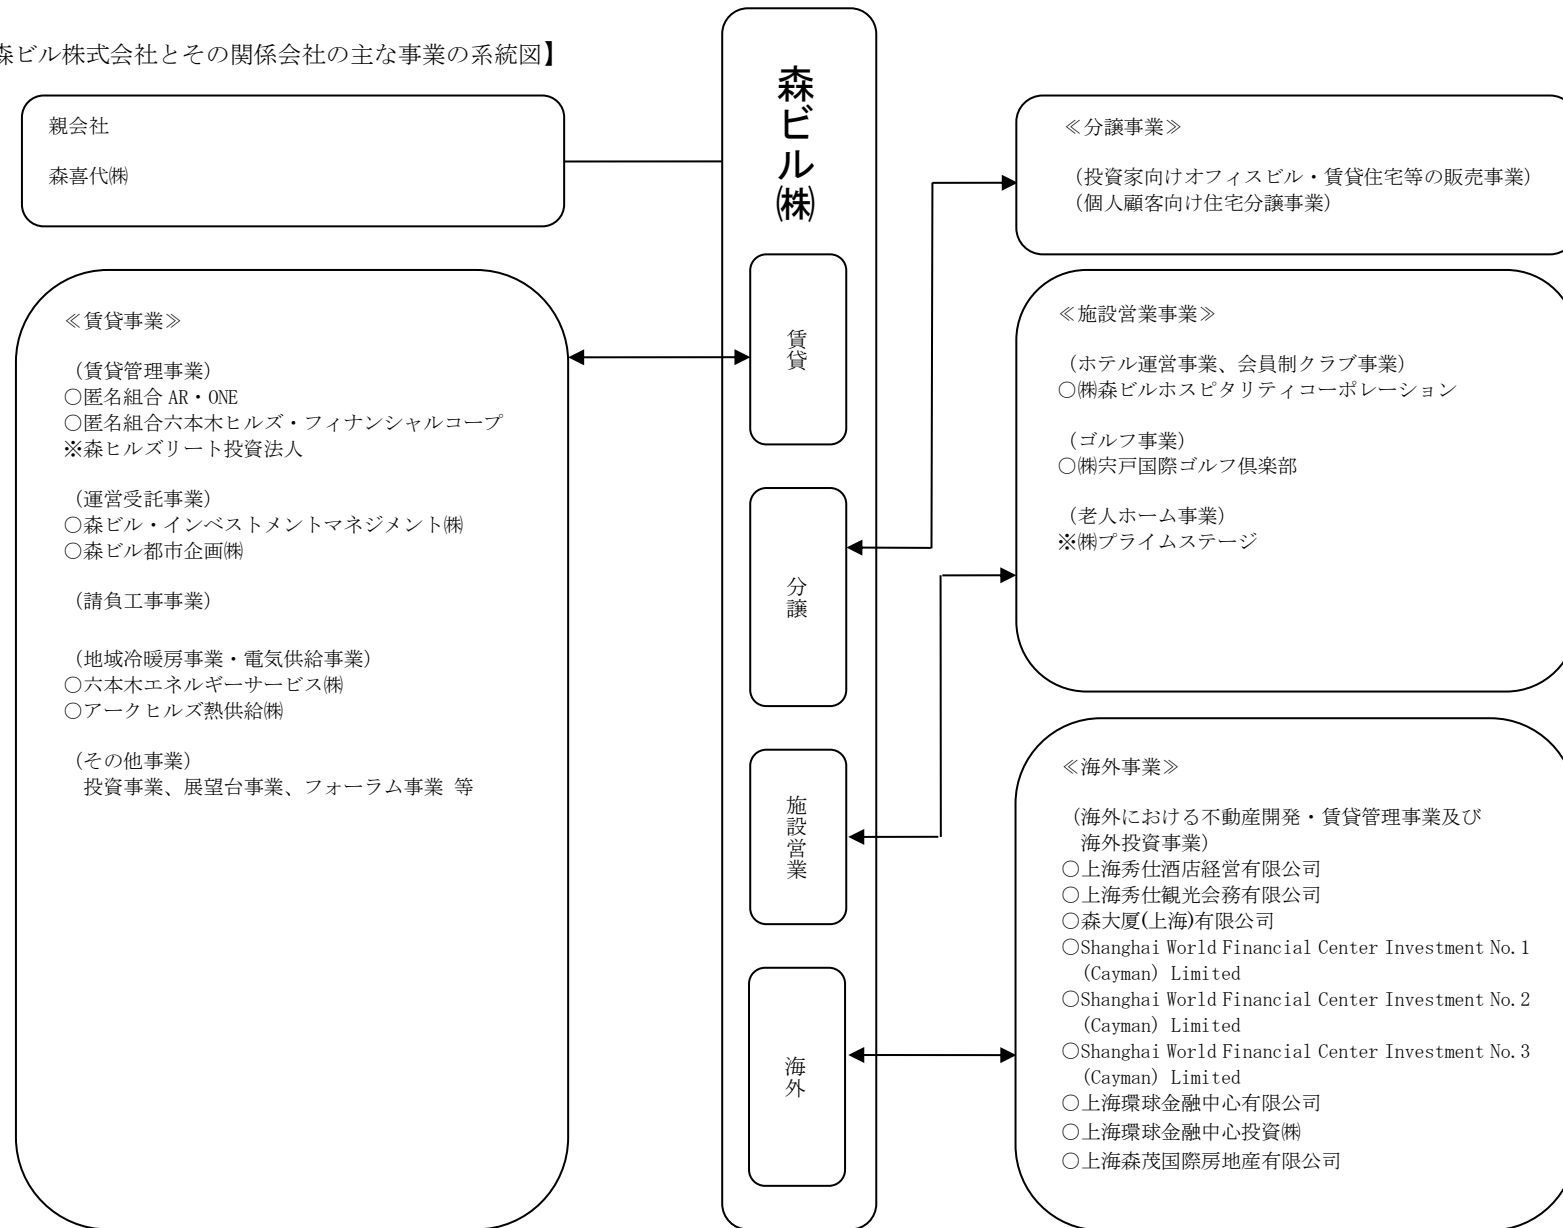 森ビル株式会社とその関係会社の主な事業の系統図】
親会社
森喜代㈱
≪賃貸事業≫
（賃貸管理事業）
○匿名組合 AR・ONE
○匿名組合六本木ヒルズ・フィナンシャルコープ
※森ヒルズリート投資法人
（運営受託事業）
○森ビル・インベストメントマネジメント㈱
○森ビル都市企画㈱
（請負工事事業）
（地域冷暖房事業・電気供給事業）
○六本木エネルギーサービス㈱
○アークヒルズ熱供給㈱
（その他事業）
投資事業、展望台事業、フォーラム事業 等
森ビル㈱
賃貸
分譲
施設営業
海外
≪分譲事業≫
（投資家向けオフィスビル・賃貸住宅等の販売事業）
（個人顧客向け住宅分譲事業）
≪施設営業事業≫
（ホテル運営事業、会員制クラブ事業）
○㈱森ビルホスピタリティコーポレーション
（ゴルフ事業）
○㈱宍戸国際ゴルフ倶楽部
（老人ホーム事業）
※㈱プライムステージ
≪海外事業≫
（海外における不動産開発・賃貸管理事業及び
海外投資事業）
○上海秀仕酒店経営有限公司
○上海秀仕観光会務有限公司
○森大厦(上海)有限公司
○Shanghai World Financial Center Investment No.1
(Cayman) Limited
○Shanghai World Financial Center Investment No.2
(Cayman) Limited
○Shanghai World Financial Center Investment No.3
(Cayman) Limited
○上海環球金融中心有限公司
○上海環球金融中心投資㈱
○上海森茂国際房地産有限公司